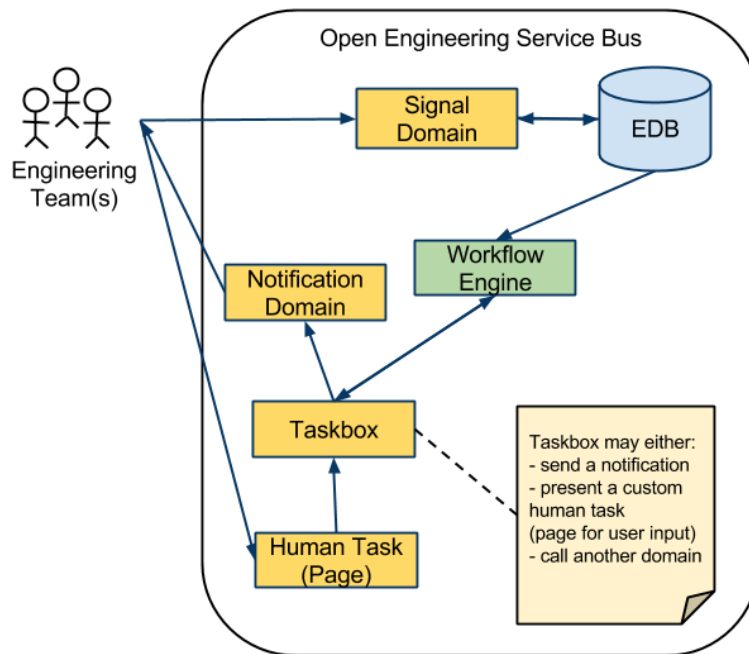 Open Engineering Service Bus
Engineering
Team(s)
Signal
Domain
EDB
Workflow
Engine
Notification
Domain
Taskbox
Human Task
(Page)
Taskbox may either:
- send a notification
- present a custom
human task
(page for user input)
- call another domain